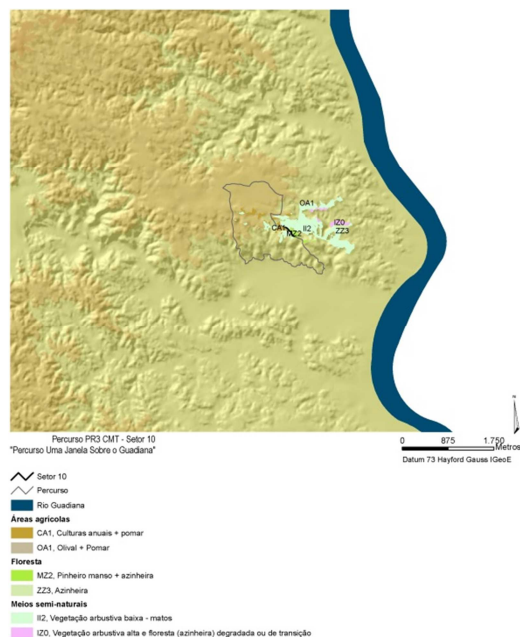 OA1
IZ0
CA1
II2
MZ2
ZZ3
N
Percurso PR3 CMT - Setor 10
"Percurso Uma Janela Sobre o Guadiana"
0 875 1.750
Metros
Datum 73 Hayford Gauss IGeoE
Setor 10
Percurso
Rio Guadiana
Áreas agrícolas
CA1, Culturas anuais + pomar
OA1, Olival + Pomar
Floresta
MZ2, Pinheiro manso + azinheira
ZZ3, Azinheira
Meios semi-naturais
II2, Vegetação arbustiva baixa - matos
IZ0, Vegetação arbustiva alta e floresta (azinheira) degradada ou de transição